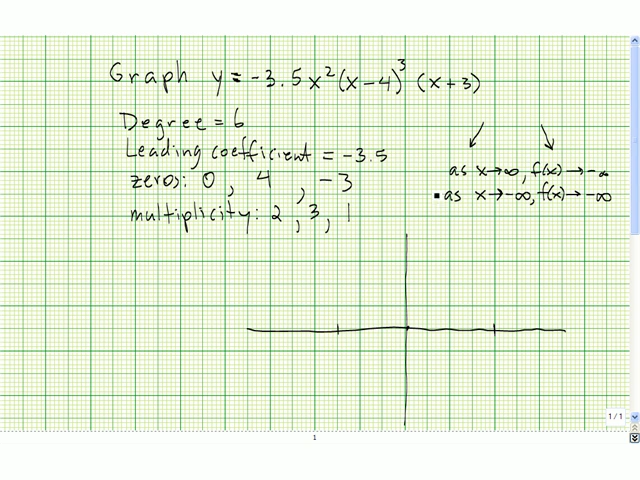 Graph y = -3.5x²(x-4)³(x+3)
Degree = 6
Leading coefficient = -3.5
zeros: 0, 4, -3
multiplicity: 2, 3, 1
as x→∞, f(x)→-∞
as x→-∞, f(x)→-∞
1/1
1